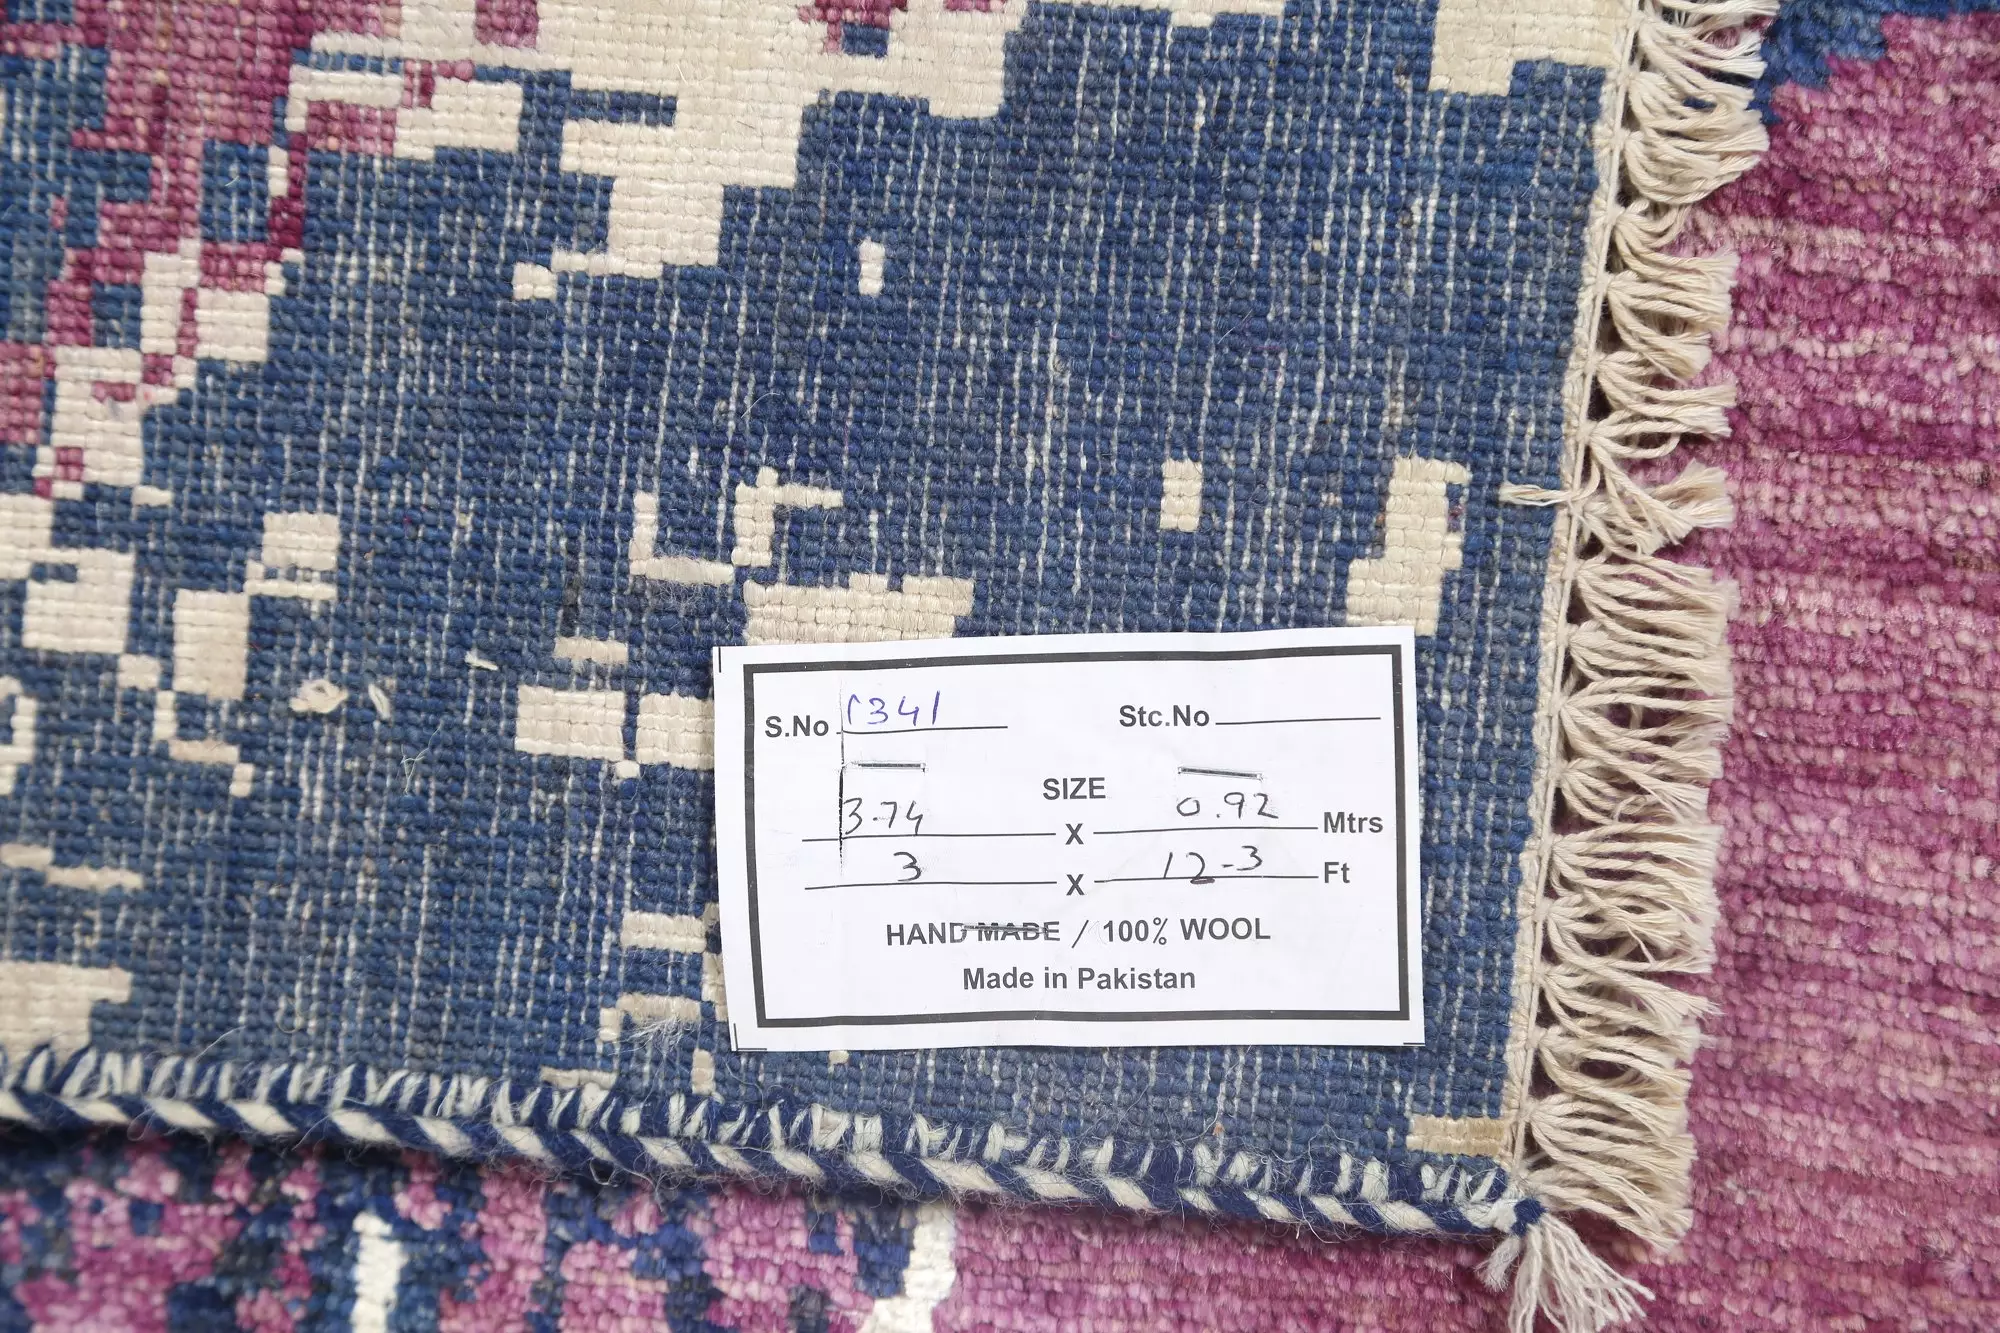 S.No 1341 Stc.No
SIZE
3.74 X 0.92 Mtrs
3 X 12-3 Ft
HAND MADE / 100% WOOL
Made in Pakistan